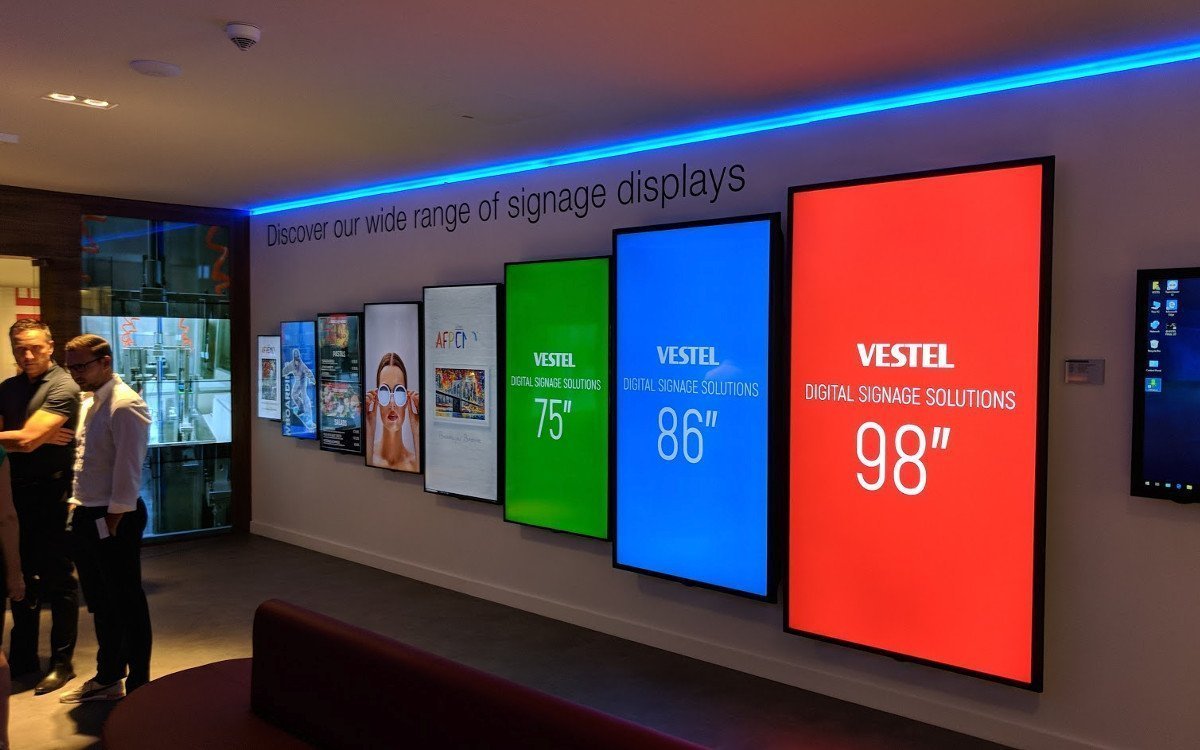 Discover our wide range of signage displays
AFPCN
VESTEL
DIGITAL SIGNAGE SOLUTIONS
75"
VESTEL
DIGITAL SIGNAGE SOLUTIONS
86"
VESTEL
DIGITAL SIGNAGE SOLUTIONS
98"